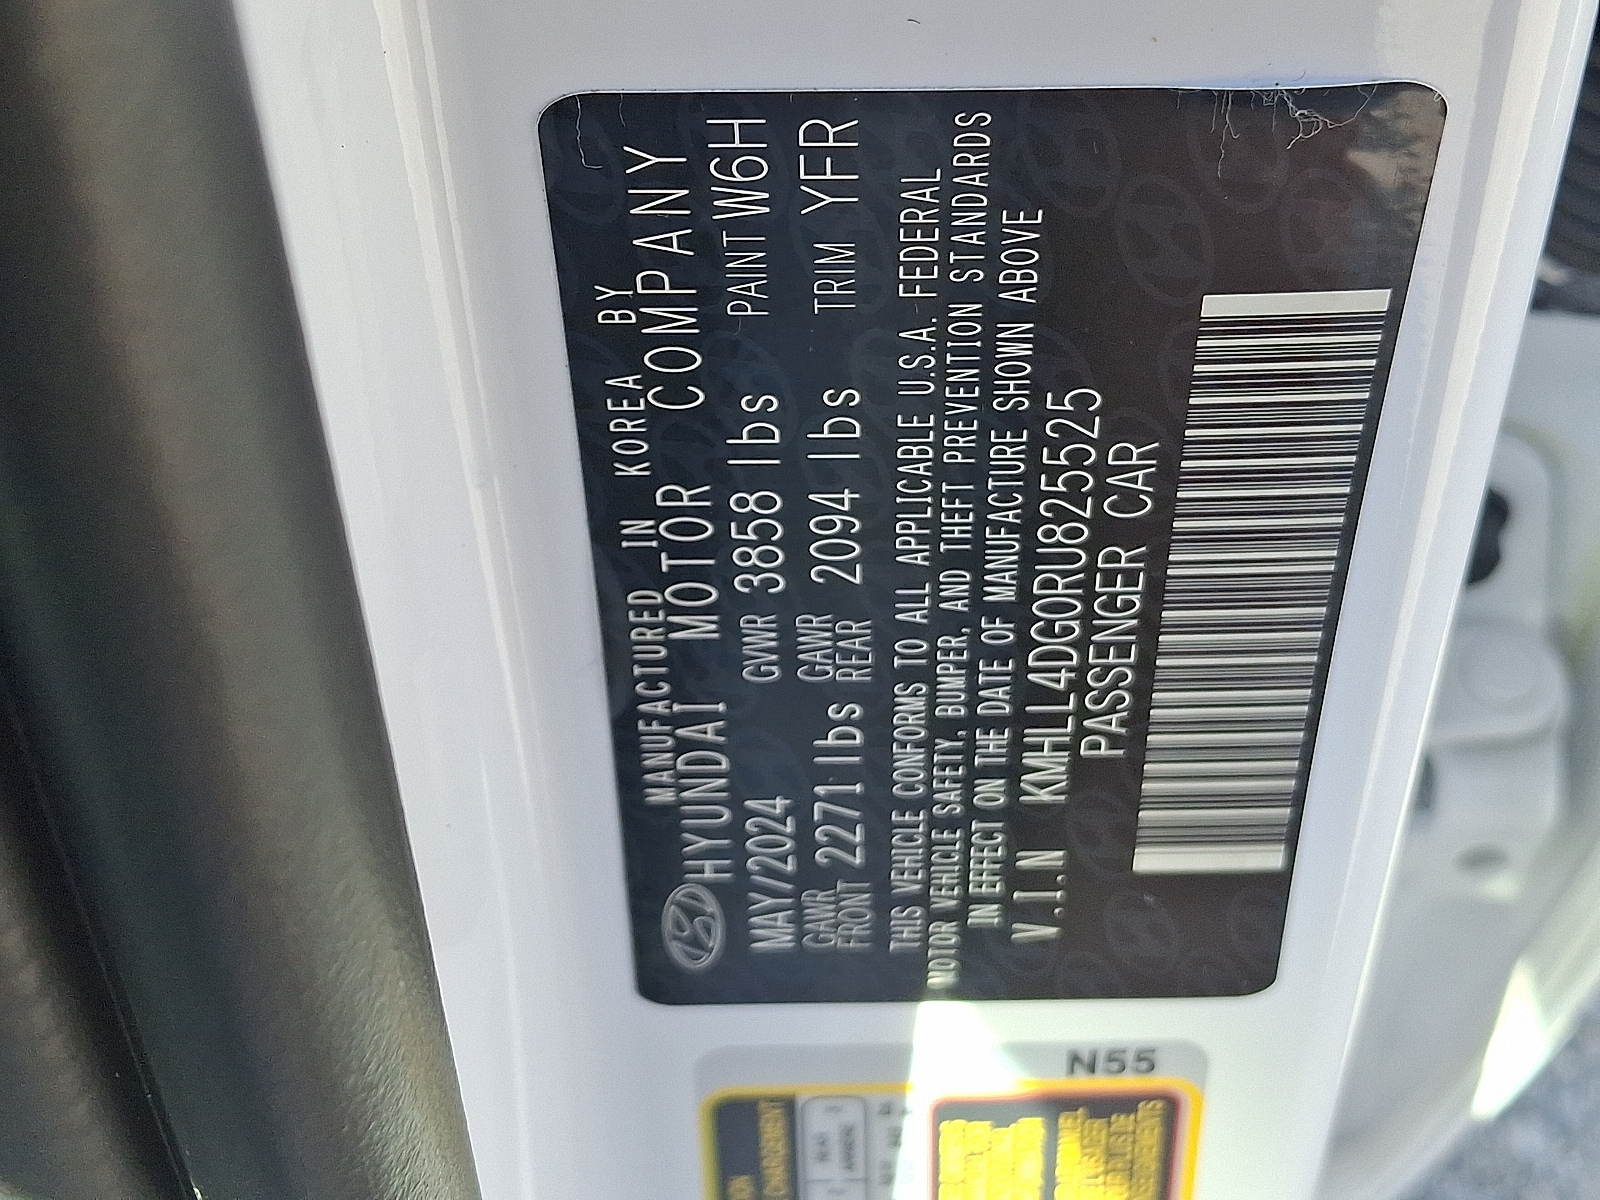 MANUFACTURED IN KOREA BY
HYUNDAI MOTOR COMPANY
MAY/2024 GVWR 3858 lbs PAINT W6H
GAWR FRONT 2271 lbs GAWR REAR 2094 lbs TRIM YFR
THIS VEHICLE CONFORMS TO ALL APPLICABLE U.S.A. FEDERAL
MOTOR VEHICLE SAFETY, BUMPER, AND THEFT PREVENTION STANDARDS
IN EFFECT ON THE DATE OF MANUFACTURE SHOWN ABOVE
V.I.N KMHLL4DG0RU825525
PASSENGER CAR
N55